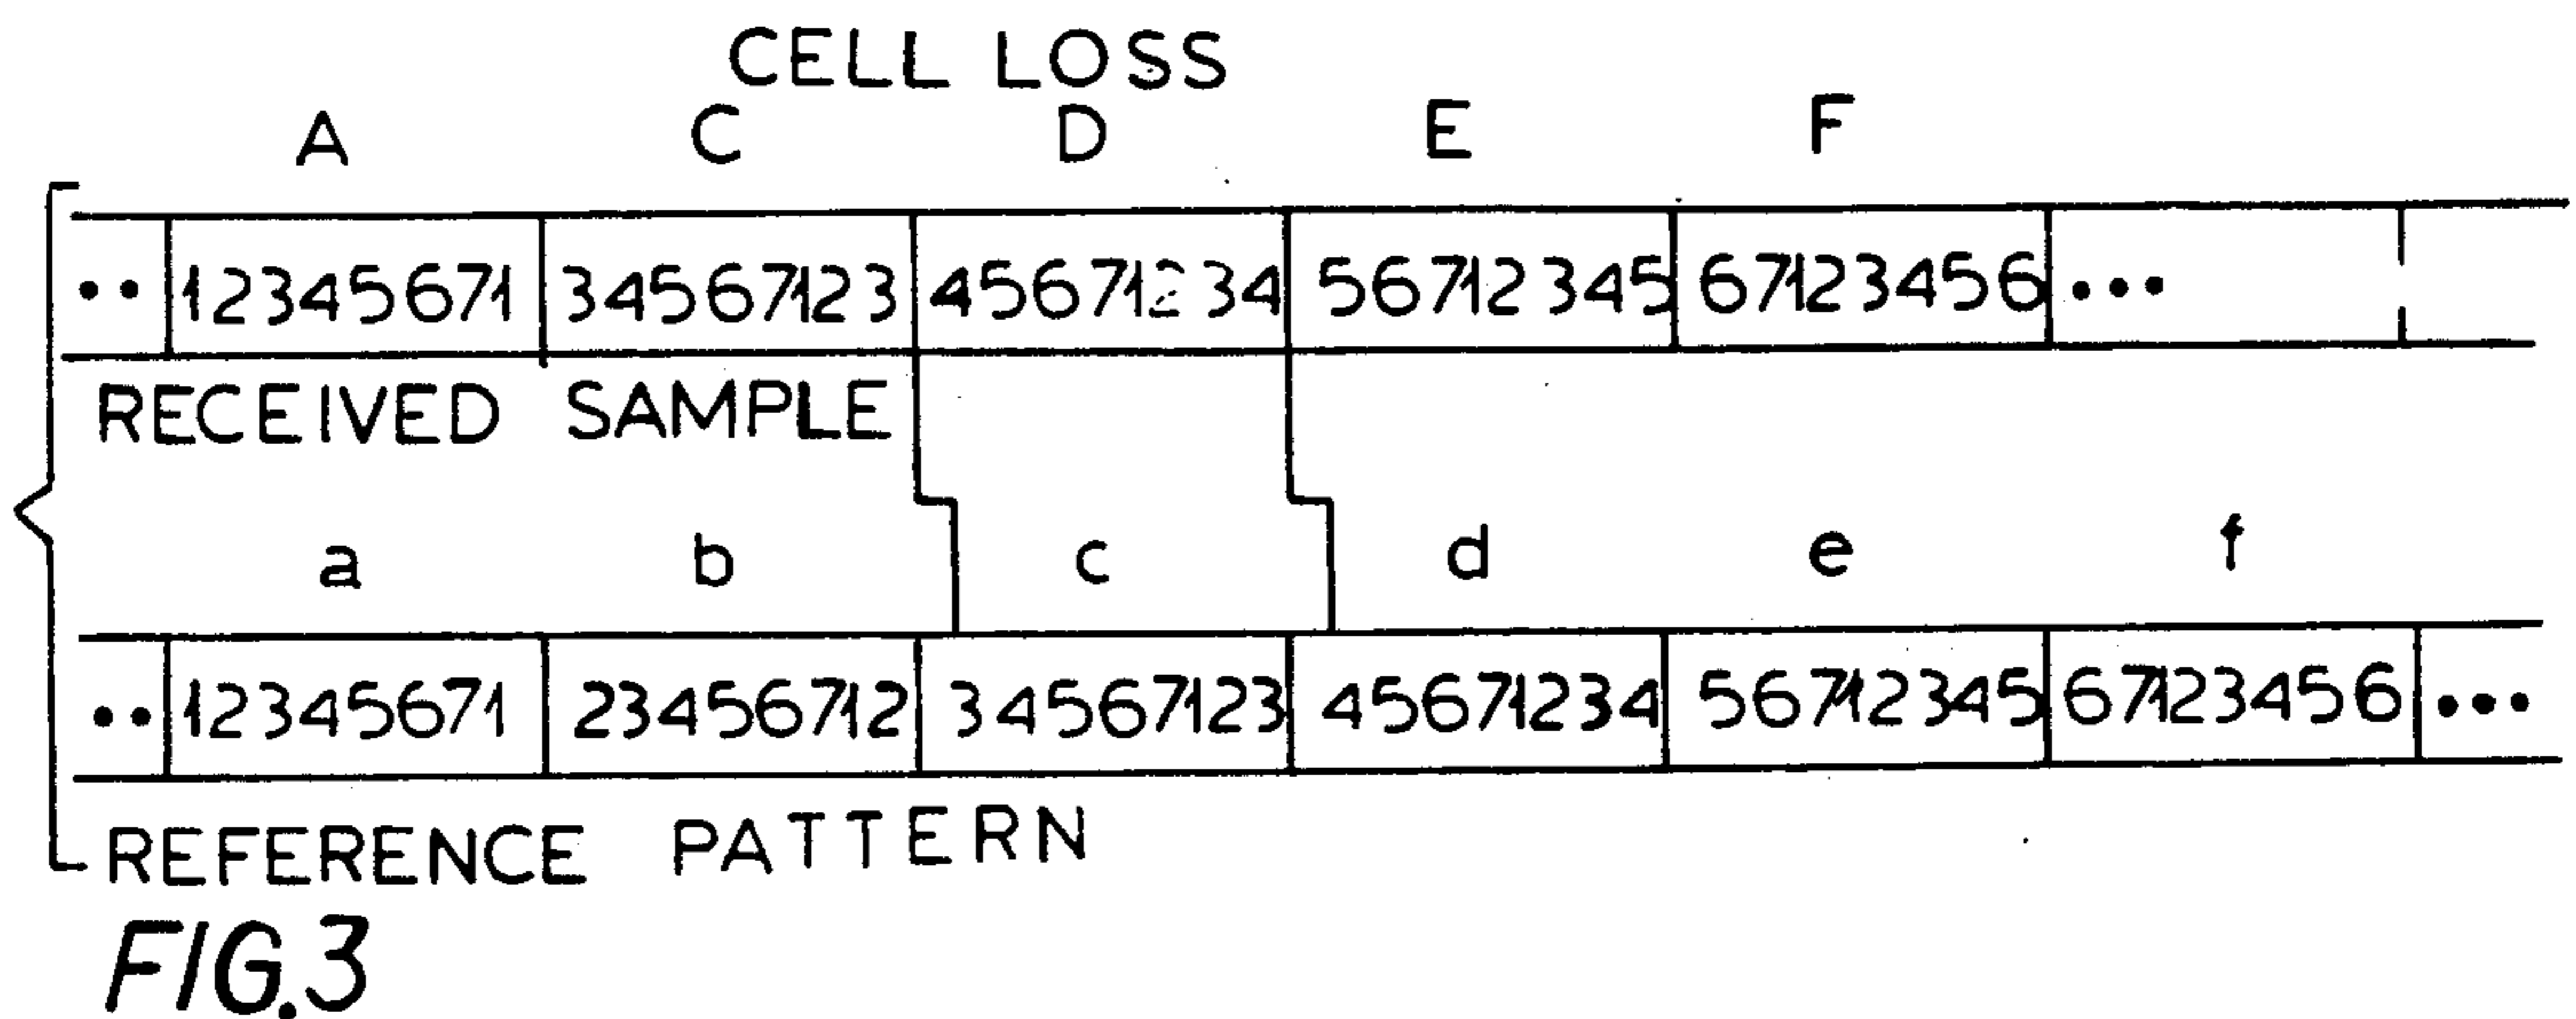 CELL LOSS
A C D E F
•• 12345671 34567123 45671234 56712345 67123456 •••
RECEIVED SAMPLE
a b c d e f
•• 12345671 23456712 34567123 45671234 56712345 67123456 •••
REFERENCE PATTERN
FIG.3